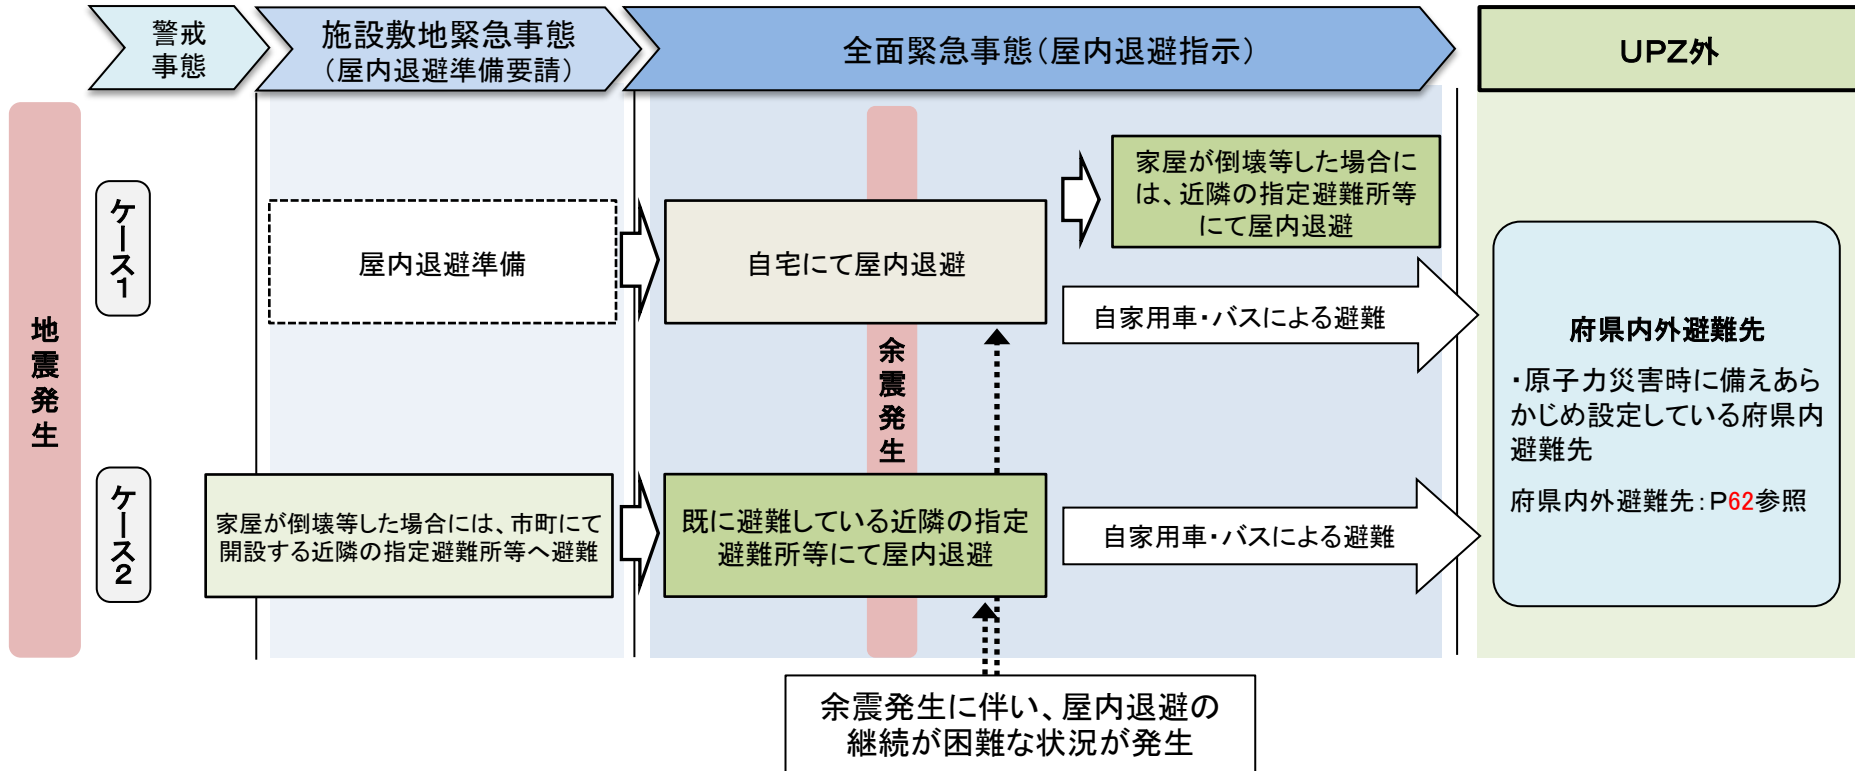 警戒
事態
施設敷地緊急事態
（屋内退避準備要請）
全面緊急事態（屋内退避指示）
UPZ外
地震発生
ケース1
屋内退避準備
自宅にて屋内退避
家屋が倒壊等した場合に
は、近隣の指定避難所等
にて屋内退避
自家用車・バスによる避難
余震発生
ケース2
家屋が倒壊等した場合には、市町にて
開設する近隣の指定避難所等へ避難
既に避難している近隣の指定
避難所等にて屋内退避
自家用車・バスによる避難
府県内外避難先
・原子力災害時に備えあら
かじめ設定している府県内
避難先
府県内外避難先：P62参照
余震発生に伴い、屋内退避の
継続が困難な状況が発生